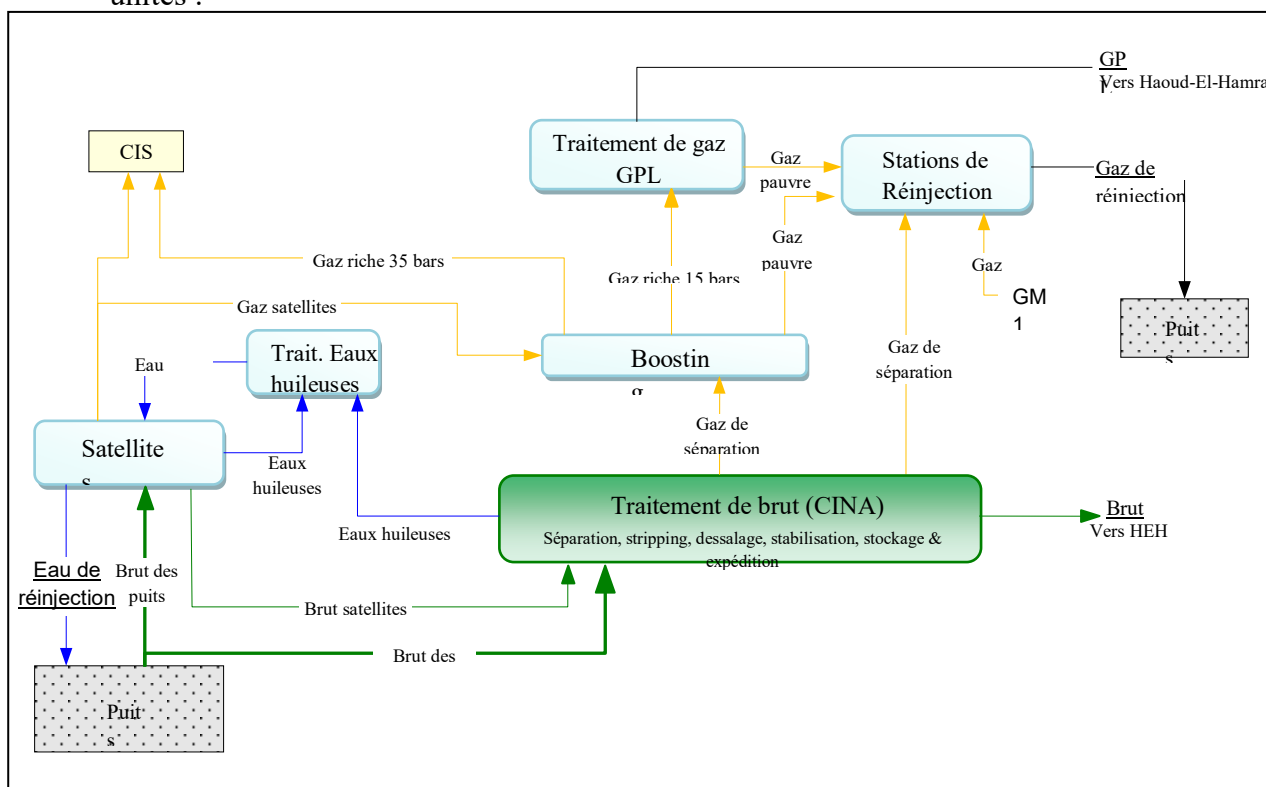 unités :
GP
L
Vers Haoud-El-Hamra
Traitement de gaz
GPL
Gaz
pauvre
Stations de
Réinjection
Gaz de
réinjection
CIS
Gaz riche 35 bars
Gaz riche 15 bars
Gaz
pauvre
Gaz
GM
1
Puit
s
Gaz satellites
Trait. Eaux
huileuses
Eau
Boostin
g
Gaz de
séparation
Gaz de
séparation
Satellite
s
Eaux
huileuses
Eaux huileuses
Traitement de brut (CINA)
Séparation, stripping, dessalage, stabilisation, stockage &
expédition
Brut
Vers HEH
Eau de
réinjection
Brut des
puits
Brut satellites
Brut des
Puit
s